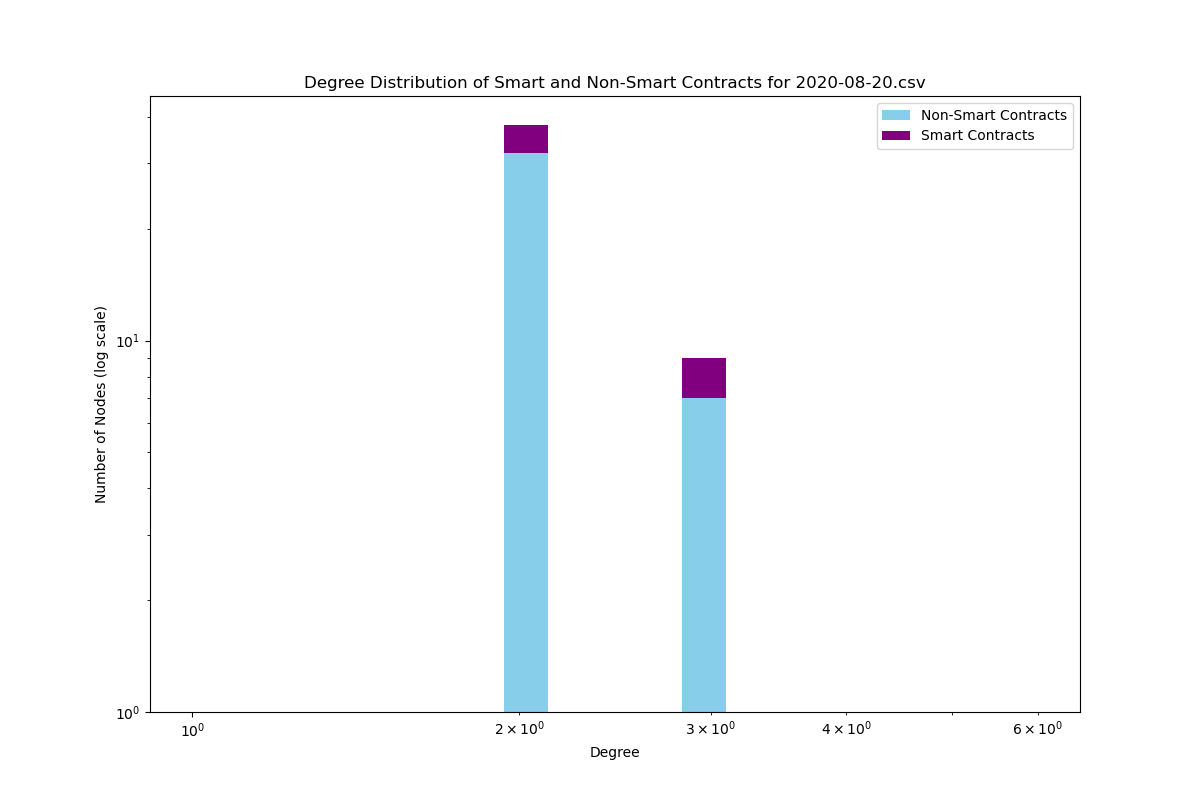 Degree Distribution of Smart and Non-Smart Contracts for 2020-08-20.csv
Non-Smart Contracts
Smart Contracts
Number of Nodes (log scale)
10¹
10⁰
10⁰ 2 × 10⁰ 3 × 10⁰ 4 × 10⁰ 6 × 10⁰
Degree